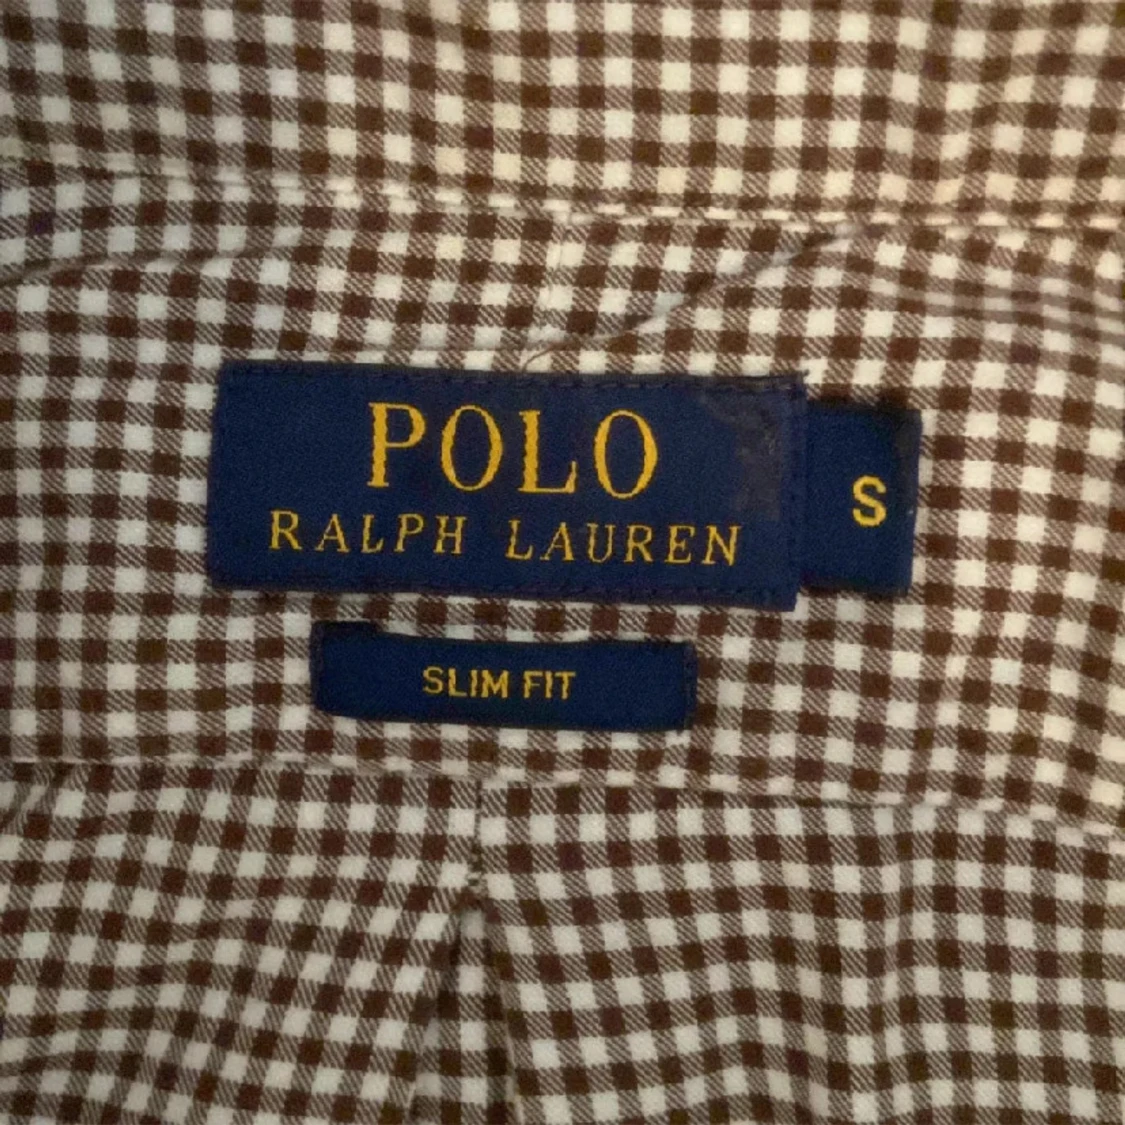 POLO
RALPH LAUREN
S
SLIM FIT